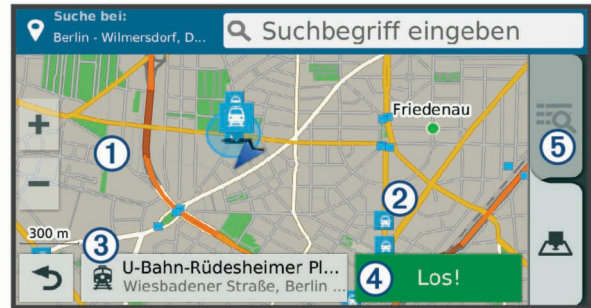 Suche bei:
Berlin - Wilmersdorf, D...
Suchbegriff eingeben
Friedenau
1
2
5
300 m
3
U-Bahn-Rüdesheimer Pl...
Wiesbadener Straße, Berlin ...
4
Los!